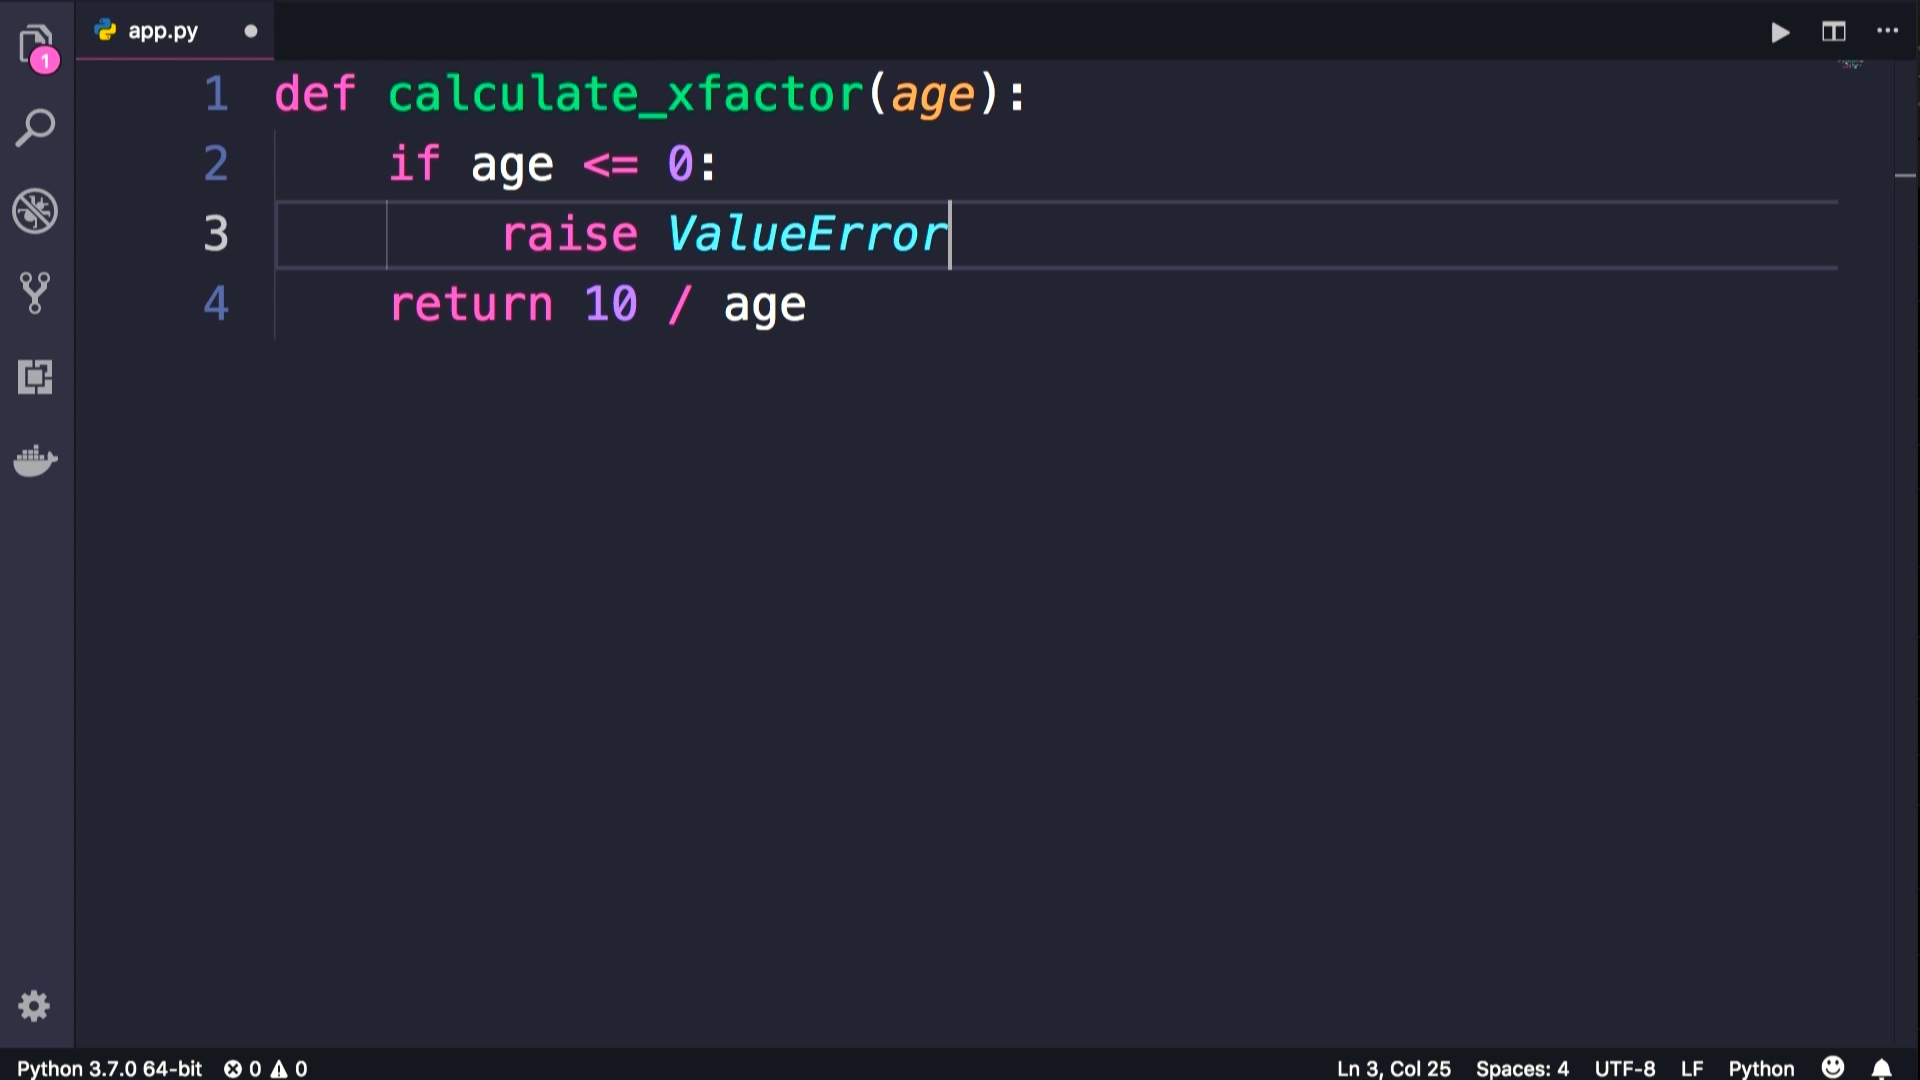 app.py
1
1 def calculate_xfactor(age):
2     if age <= 0:
3         raise ValueError
4     return 10 / age
Python 3.7.0 64-bit 0 0 Ln 3, Col 25 Spaces: 4 UTF-8 LF Python